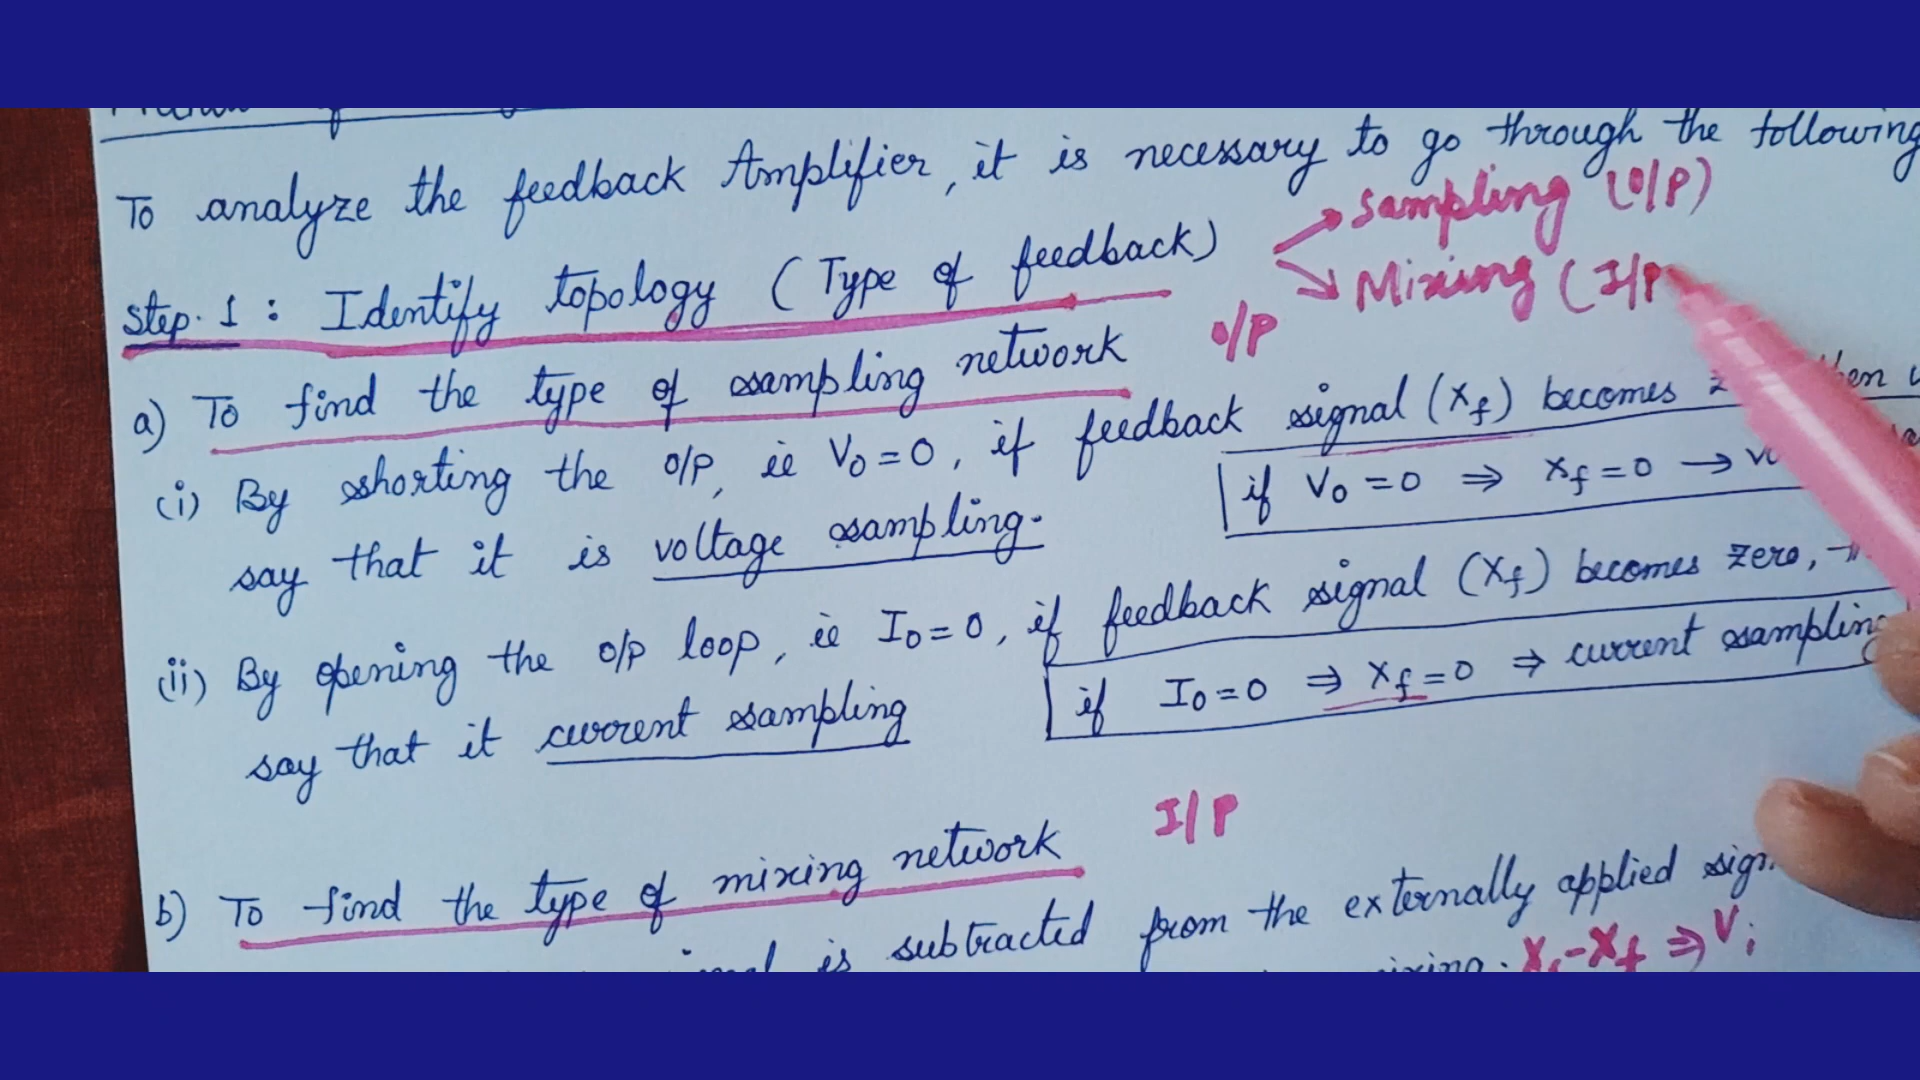 To analyze the feedback Amplifier, it is necessary to go through the following
Step. 1 : Identify topology (Type of feedback)
Sampling (O/P)
Mixing (I/P
a) To find the type of sampling network O/P
(i) By shorting the o/p, ie V₀ = 0, if feedback signal (Xf) becomes
say that it is voltage sampling.
if V₀ = 0 ⇒ Xf = 0 →
(ii) By opening the o/p loop, ie I₀ = 0, if feedback signal (Xf) becomes zero,
say that it current sampling
if I₀ = 0 ⇒ Xf = 0 ⇒ current sampling
b) To find the type of mixing network I/P
is subtracted from the externally applied
Xs-Xf ⇒ Vi